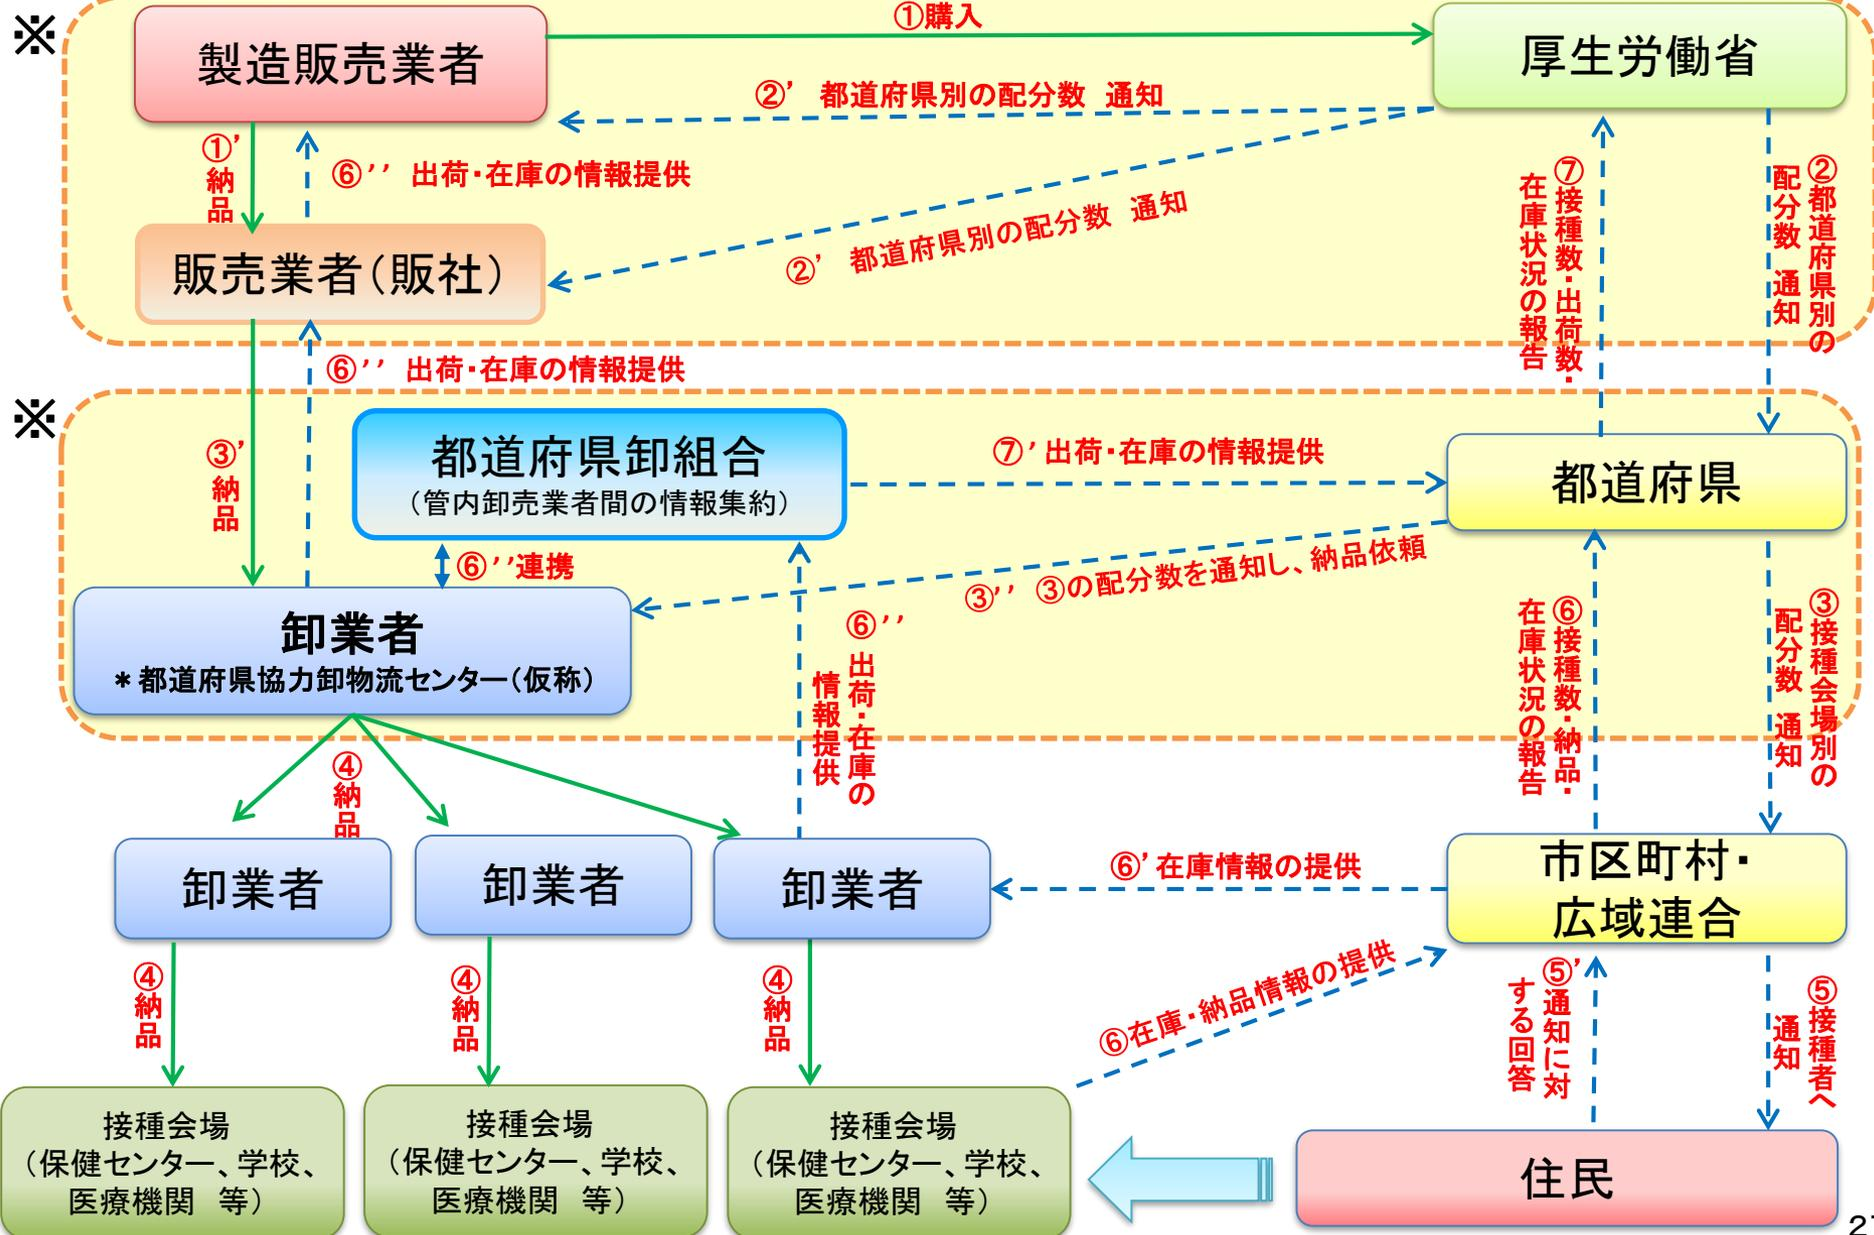 ※
製造販売業者
①購入
厚生労働省
②’ 都道府県別の配分数 通知
①’
納
品
⑥’’ 出荷・在庫の情報提供
②’ 都道府県別の配分数 通知
⑦接種数・出荷数・
在庫状況の報告
②都道府県別の
配分数 通知
販売業者（販社）
⑥’’ 出荷・在庫の情報提供
※
③’
納
品
都道府県卸組合
（管内卸売業者間の情報集約）
⑦’出荷・在庫の情報提供
都道府県
⑥’’連携
③’’ ③の配分数を通知し、納品依頼
卸業者
＊都道府県協力卸物流センター（仮称）
⑥’’ 出荷・在庫の
情報提供
⑥接種数・納品・
在庫状況の報告
③接種会場別の
配分数 通知
④
納
品
卸業者
卸業者
卸業者
⑥’在庫情報の提供
市区町村・
広域連合
④
納
品
④
納
品
④
納
品
⑥在庫・納品情報の提供
⑤’通知に対
する回答
⑤接種者へ
通知
接種会場
（保健センター、学校、
医療機関 等）
接種会場
（保健センター、学校、
医療機関 等）
接種会場
（保健センター、学校、
医療機関 等）
住民